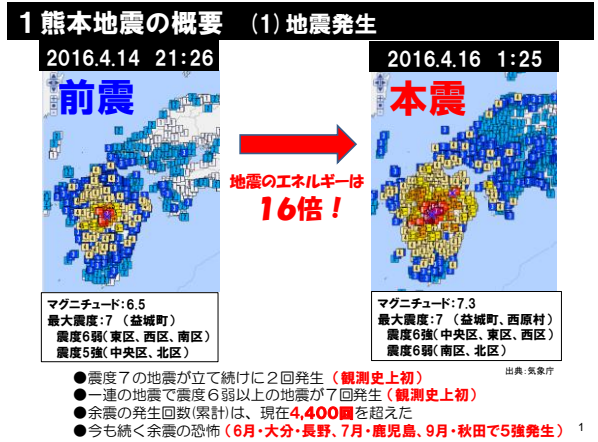 1熊本地震の概要 (1)地震発生
2016.4.14 21:26
前震
マグニチュード:6.5
最大震度:7 (益城町)
震度6弱(東区、西区、南区)
震度5強(中央区、北区)
地震のエネルギーは
16倍!
2016.4.16 1:25
本震
マグニチュード:7.3
最大震度:7 (益城町、西原村)
震度6強(中央区、東区、西区)
震度6弱(南区、北区)
出典:気象庁
●震度7の地震が立て続けに2回発生(観測史上初)
●一連の地震で震度6弱以上の地震が7回発生(観測史上初)
●余震の発生回数(累計)は、現在4,400回を超えた
●今も続く余震の恐怖(6月・大分・長野、7月・鹿児島、9月・秋田で5強発生)
1